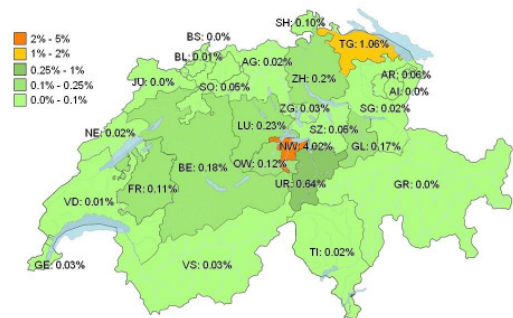 2% - 5%
1% - 2%
0.25% - 1%
0.1% - 0.25%
0.0% - 0.1%
SH: 0.10%
BS: 0.0%
TG: 1.06%
BL: 0.01%
AG: 0.02%
ZH: 0.2%
AR: 0.06%
AI: 0.0%
JU: 0.0%
SO: 0.05%
ZG: 0.03%
SG: 0.02%
NE: 0.02%
LU: 0.23%
SZ: 0.05%
NW: 4.02%
GL: 0.17%
BE: 0.18%
OW: 0.12%
FR: 0.11%
UR: 0.64%
GR: 0.0%
VD: 0.01%
GE: 0.03%
VS: 0.03%
TI: 0.02%